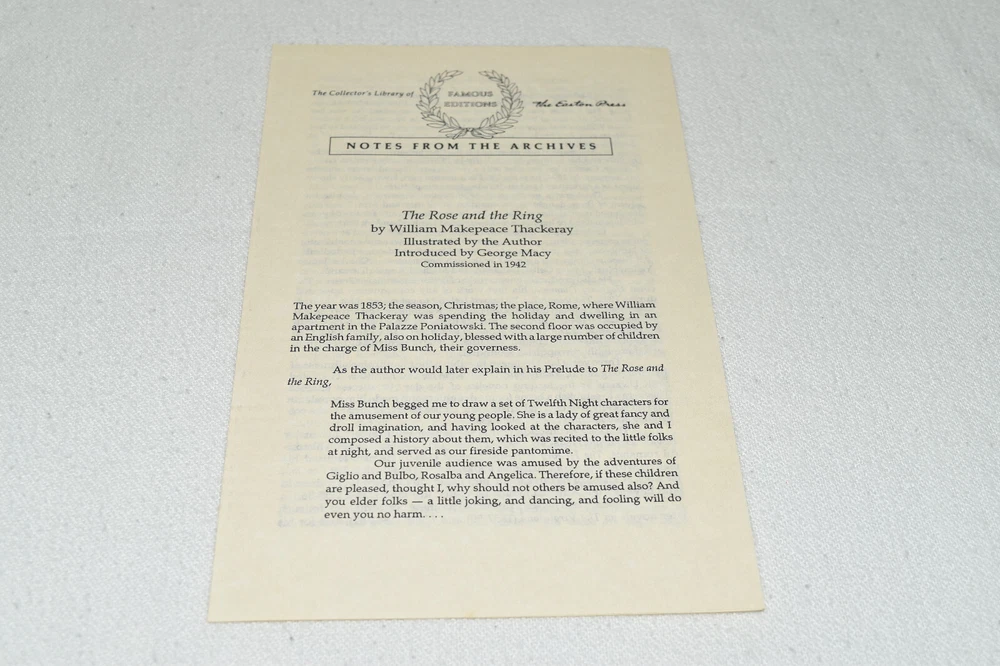 The Collector's Library of
FAMOUS
EDITIONS
The Easton Press
NOTES FROM THE ARCHIVES
The Rose and the Ring
by William Makepeace Thackeray
Illustrated by the Author
Introduced by George Macy
Commissioned in 1942
The year was 1853; the season, Christmas; the place, Rome, where William
Makepeace Thackeray was spending the holiday and dwelling in an
apartment in the Palazze Poniatowski. The second floor was occupied by
an English family, also on holiday, blessed with a large number of children
in the charge of Miss Bunch, their governess.
As the author would later explain in his Prelude to The Rose and
the Ring,
Miss Bunch begged me to draw a set of Twelfth Night characters for
the amusement of our young people. She is a lady of great fancy and
droll imagination, and having looked at the characters, she and I
composed a history about them, which was recited to the little folks
at night, and served as our fireside pantomime.
Our juvenile audience was amused by the adventures of
Giglio and Bulbo, Rosalba and Angelica. Therefore, if these children
are pleased, thought I, why should not others be amused also? And
you elder folks — a little joking, and dancing, and fooling will do
even you no harm. . . .